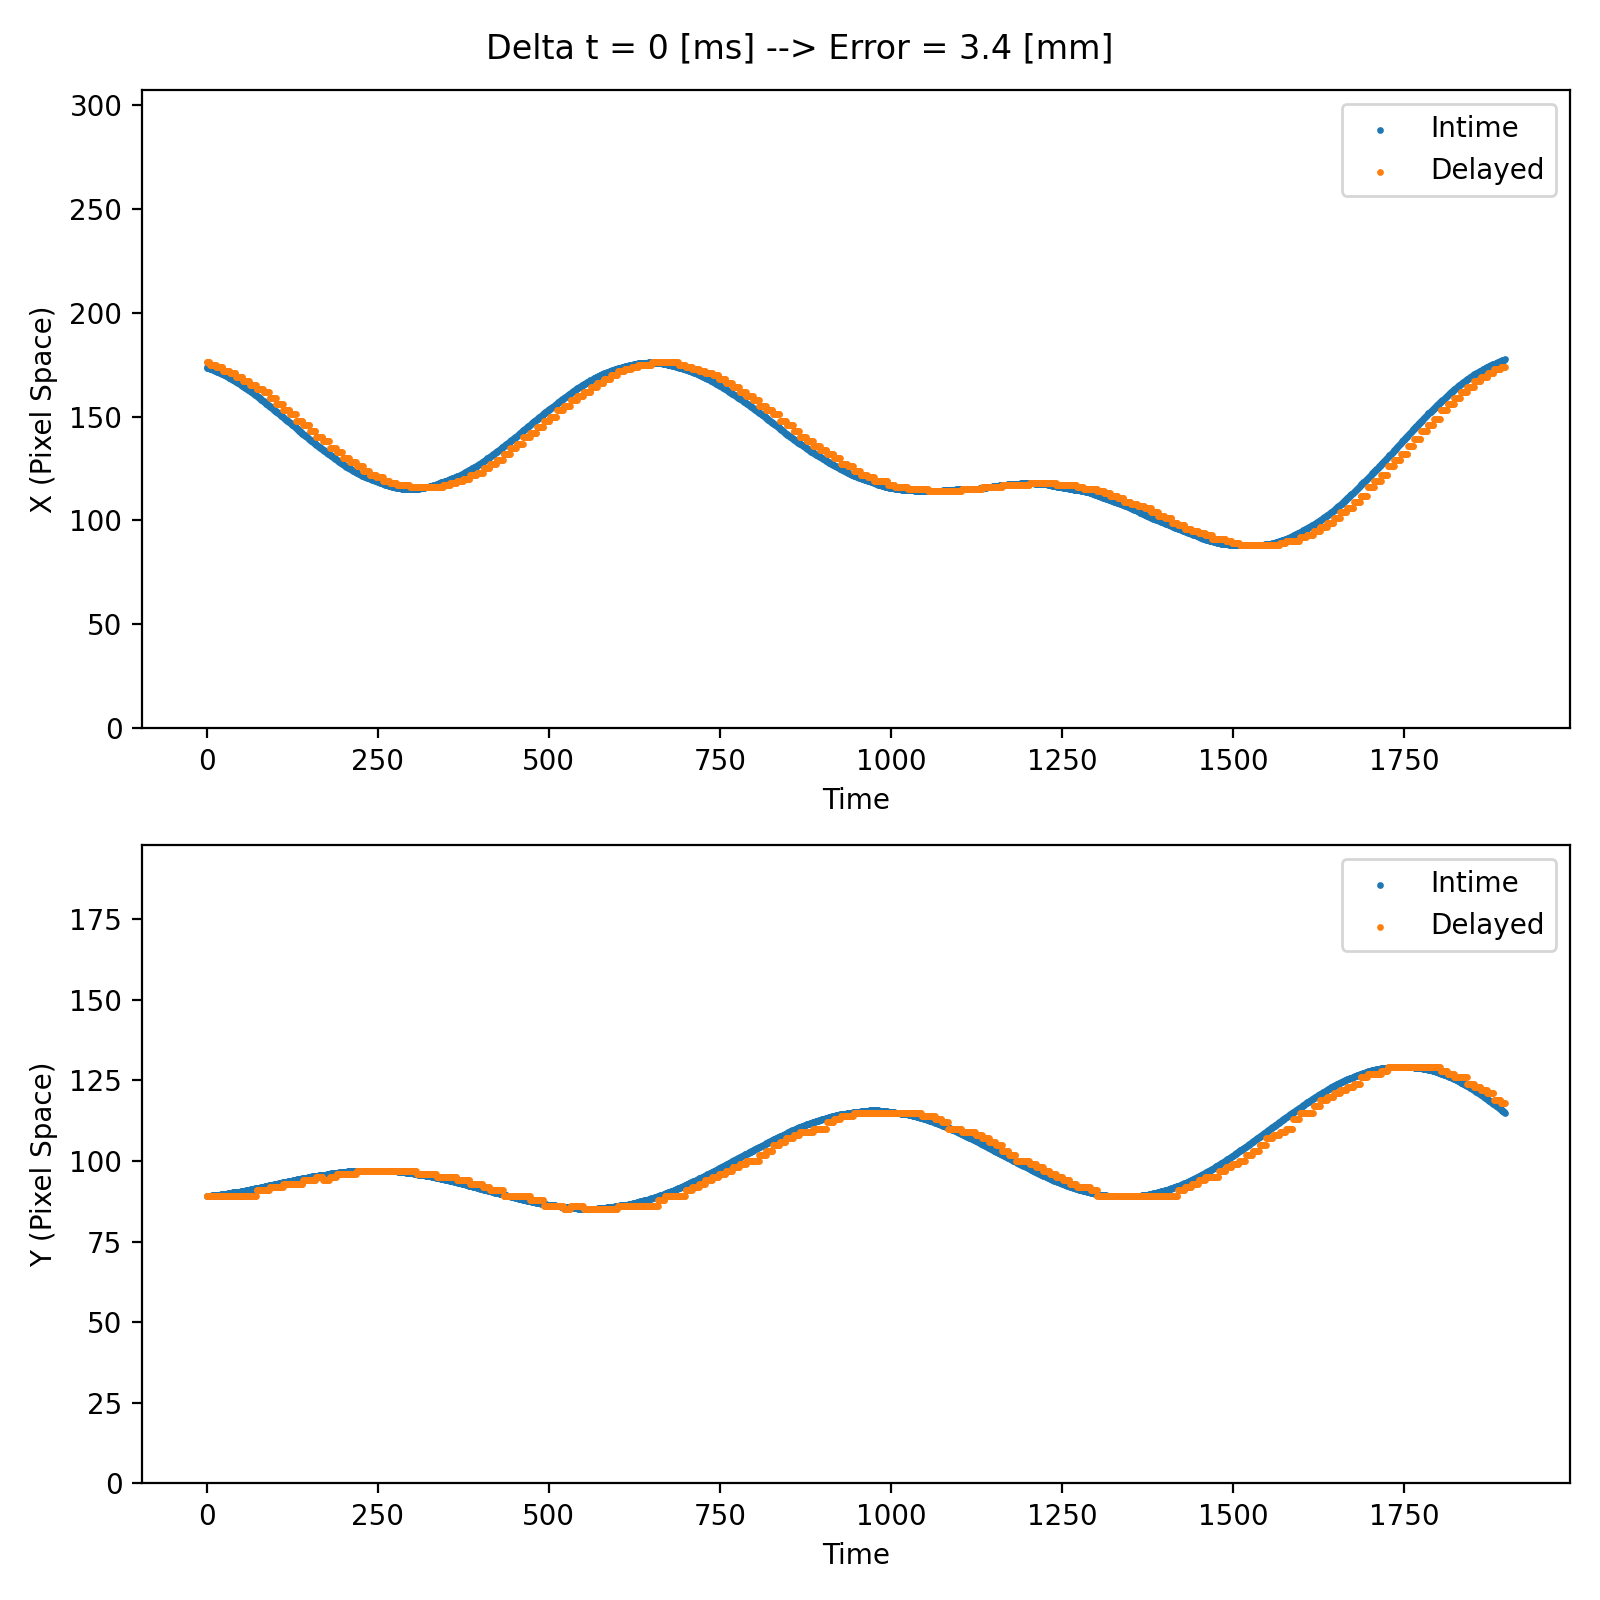 Delta t = 0 [ms] --> Error = 3.4 [mm]
300
250
200
150
100
50
0
X (Pixel Space)
Intime
Delayed
0 250 500 750 1000 1250 1500 1750
Time
175
150
125
100
75
50
25
0
Y (Pixel Space)
Intime
Delayed
0 250 500 750 1000 1250 1500 1750
Time